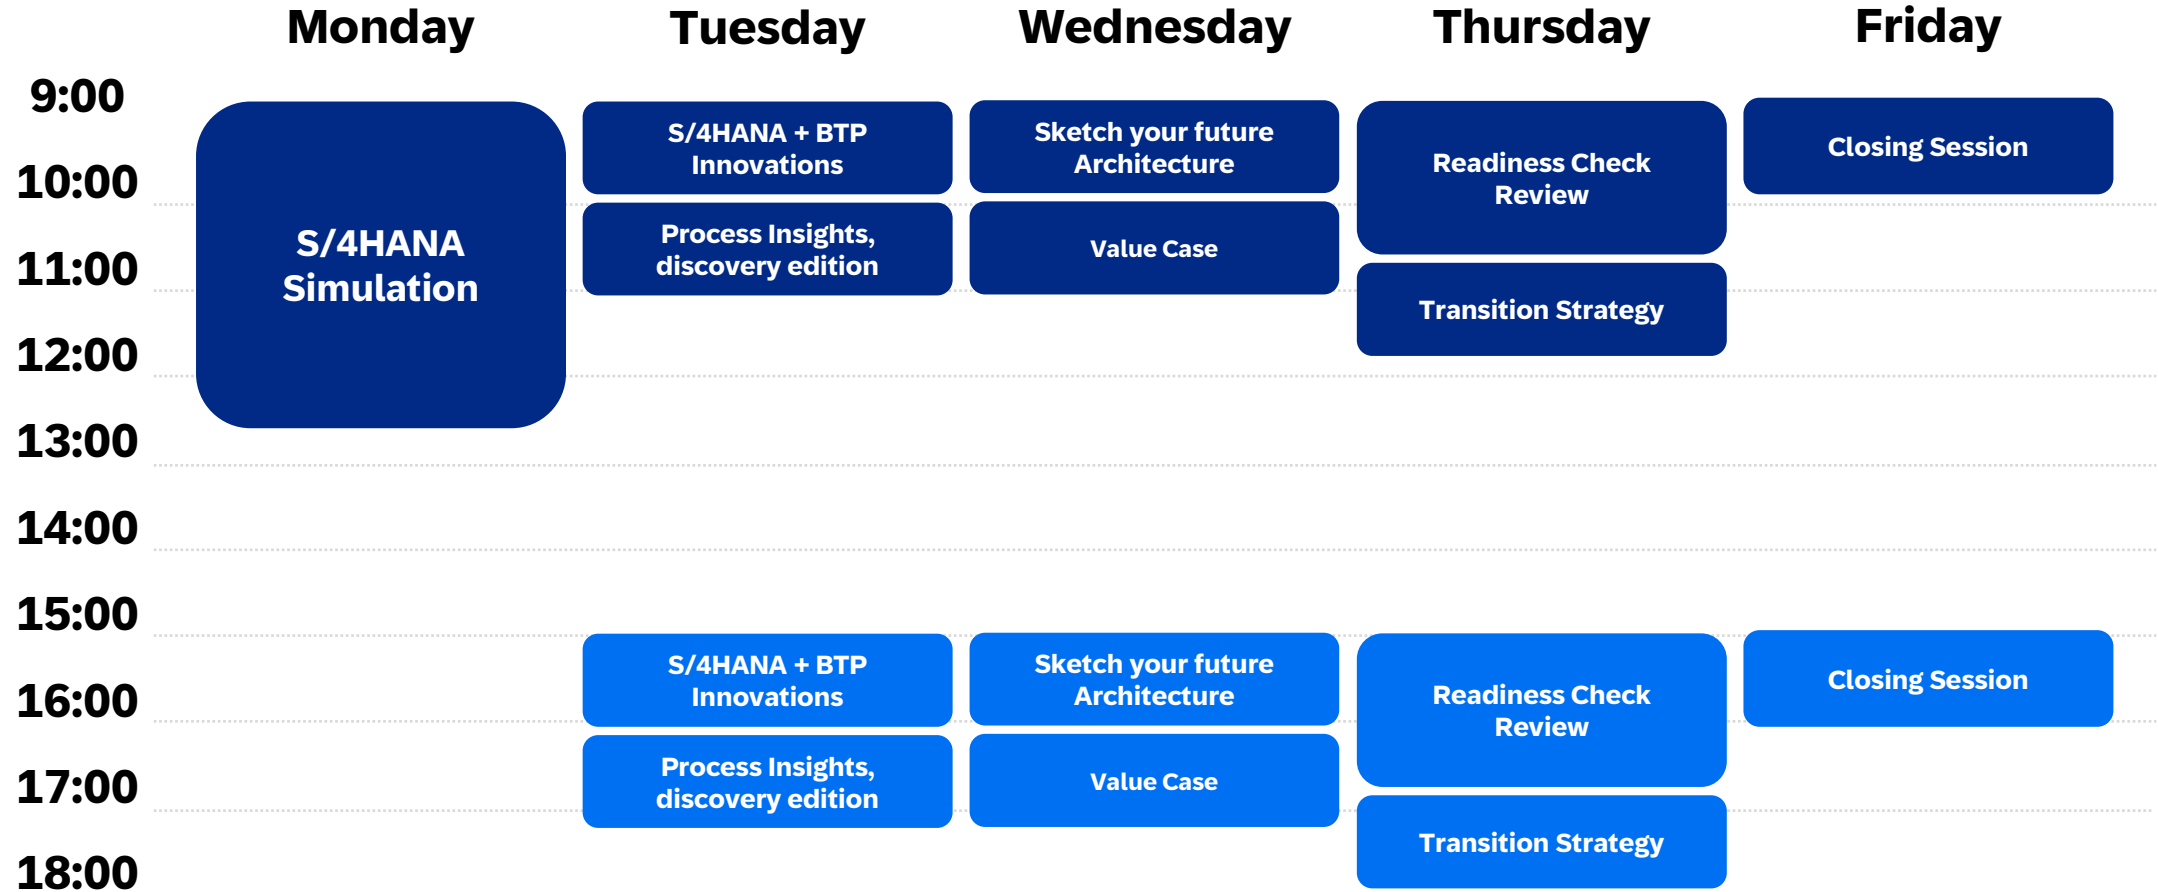 Monday
Tuesday
Wednesday
Thursday
Friday
9:00
10:00
11:00
12:00
13:00
14:00
15:00
16:00
17:00
18:00
S/4HANA
Simulation
S/4HANA + BTP
Innovations
Process Insights,
discovery edition
Sketch your future
Architecture
Value Case
Readiness Check
Review
Transition Strategy
Closing Session
S/4HANA + BTP
Innovations
Process Insights,
discovery edition
Sketch your future
Architecture
Value Case
Readiness Check
Review
Transition Strategy
Closing Session